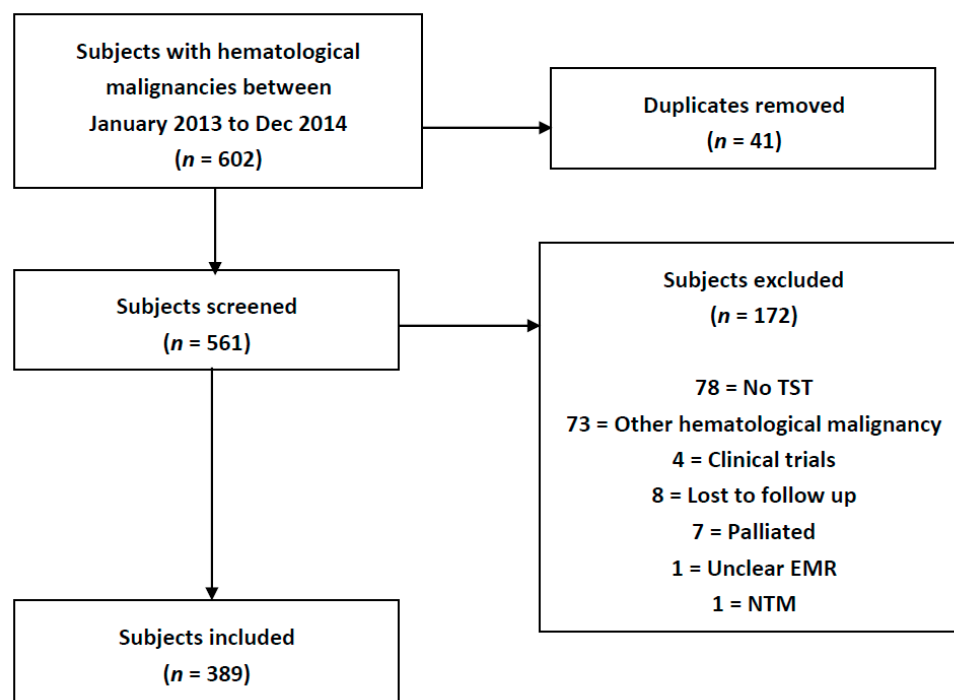 Subjects with hematological
malignancies between
January 2013 to Dec 2014
(n = 602)
Duplicates removed
(n = 41)
Subjects screened
(n = 561)
Subjects excluded
(n = 172)
78 = No TST
73 = Other hematological malignancy
4 = Clinical trials
8 = Lost to follow up
7 = Palliated
1 = Unclear EMR
1 = NTM
Subjects included
(n = 389)